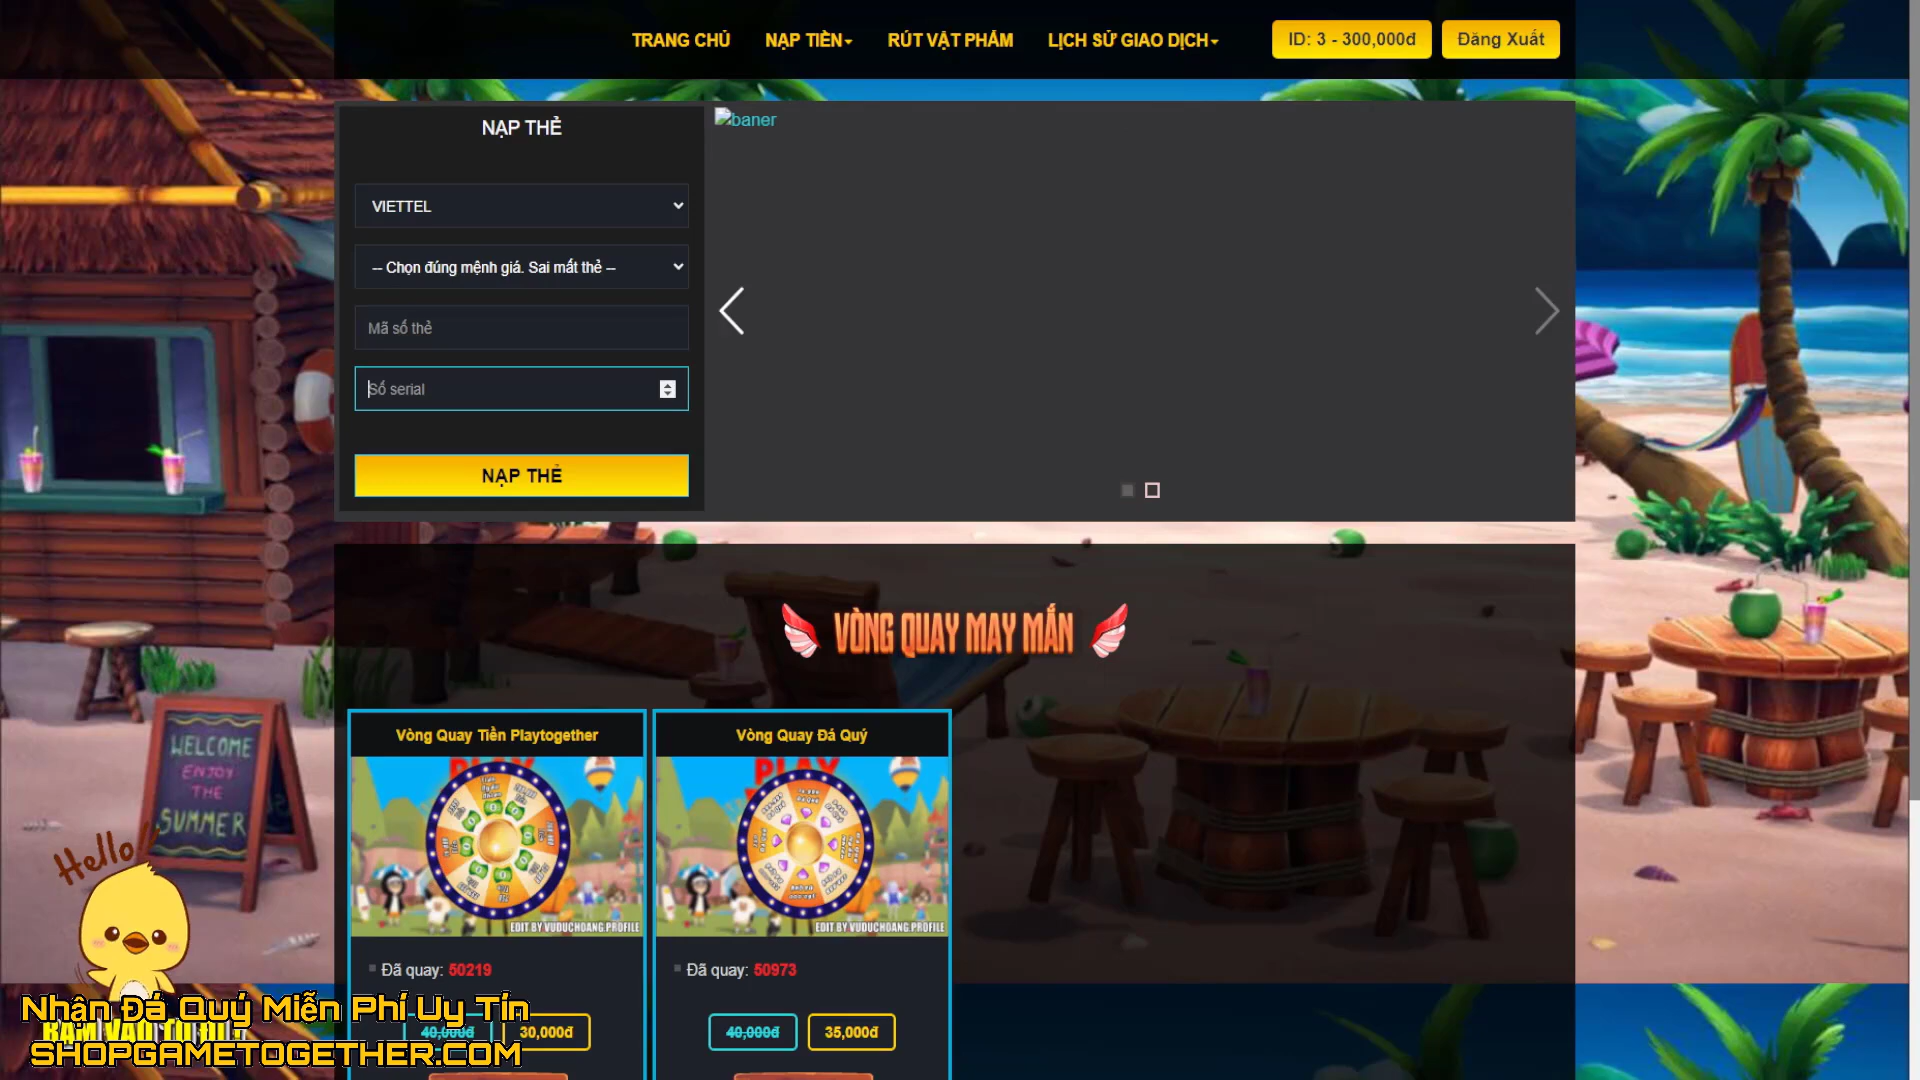 TRANG CHỦ
NẠP TIỀN
RÚT VẬT PHẨM
LỊCH SỬ GIAO DỊCH
ID: 3 - 300,000đ
Đăng Xuất
NẠP THẺ
VIETTEL
-- Chọn đúng mệnh giá. Sai mất thẻ --
Mã số thẻ
Số serial
NẠP THẺ
baner
VÒNG QUAY MAY MẮN
Vòng Quay Tiền Playtogether
Vòng Quay Đá Quý
PLAY
PLAY
EDIT BY VUDUCHOANG.PROFILE
EDIT BY VUDUCHOANG.PROFILE
Đã quay: 50219
Đã quay: 50973
40,000đ
30,000đ
40,000đ
35,000đ
WELCOME
ENJOY
THE
SUMMER
Hello
Nhận Đá Quý Miễn Phí Uy Tín
SHOPGAMETOGETHER.COM